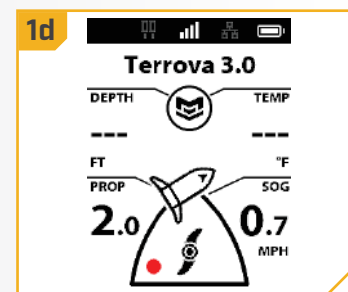 1d
Terrova 3.0
DEPTH TEMP
--- ---
FT °F
PROP SOG
2.0 0.7
MPH